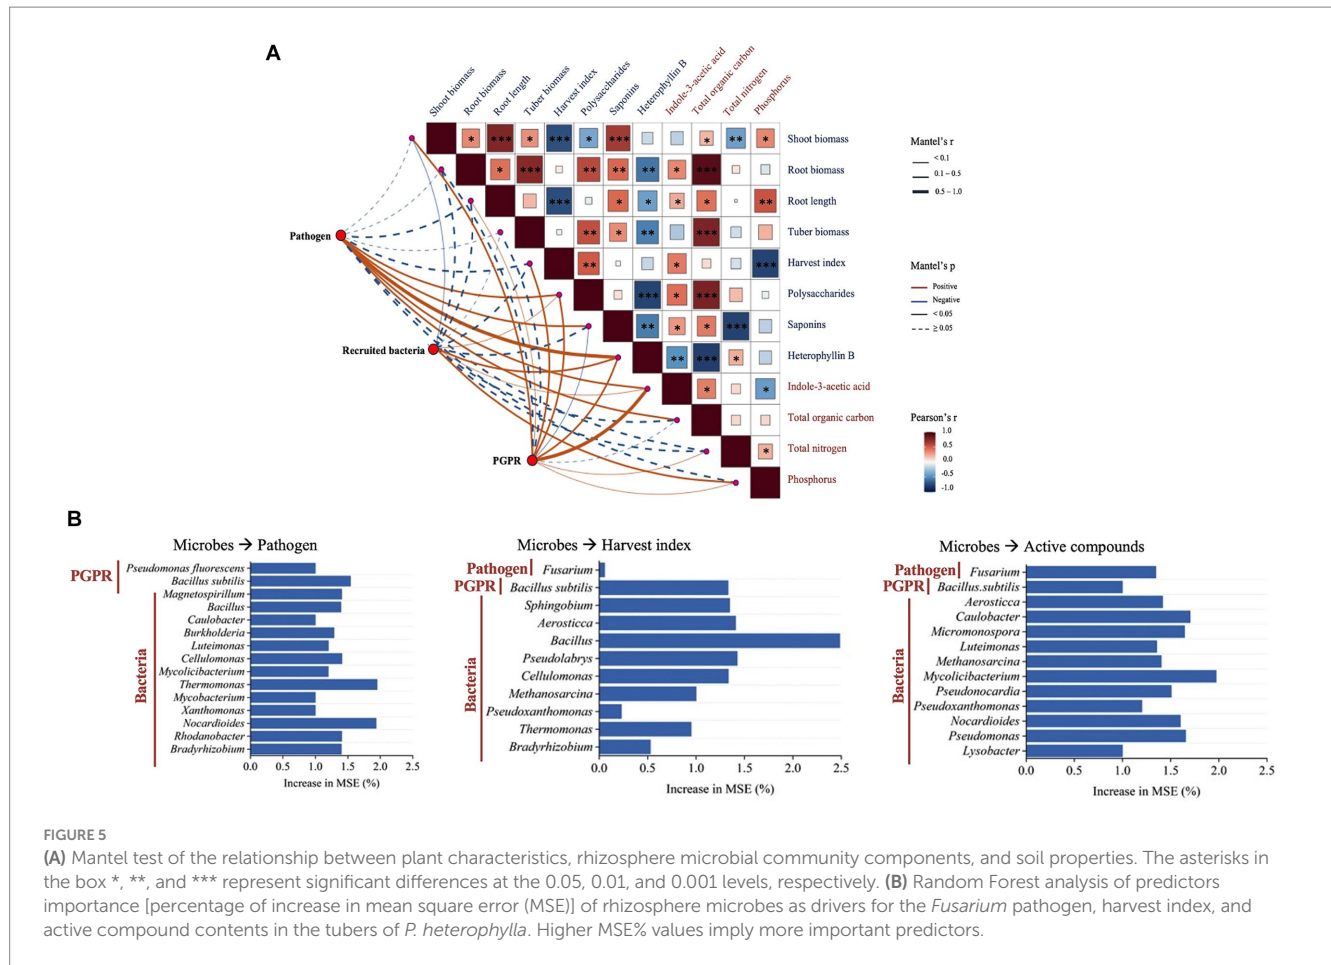 A
Shoot biomass
Root biomass
Root length
Tuber biomass
Harvest index
Polysaccharides
Saponins
Heterophyllin B
Indole-3-acetic acid
Total organic carbon
Total nitrogen
Phosphorus
* *** * *** * *** * ** * Shoot biomass
* *** ** ** ** * *** Root biomass
*** * * * * ** Root length
** * ** *** Tuber biomass
** * *** Harvest index
*** * *** Polysaccharides
** * * *** Saponins
** *** * Heterophyllin B
* * Indole-3-acetic acid
Total organic carbon
* Total nitrogen
Phosphorus
Pathogen
Recruited bacteria
PGPR
Mantel's r
< 0.1
0.1 – 0.5
0.5 – 1.0
Mantel's p
Positive
Negative
< 0.05
≥ 0.05
Pearson's r
1.0
0.5
0.0
-0.5
-1.0
B
Microbes → Pathogen
PGPR
Bacteria
Pseudomonas fluorescens
Bacillus subtilis
Magnetospirillum
Bacillus
Caulobacter
Burkholderia
Luteimonas
Cellulomonas
Mycolicibacterium
Thermomonas
Mycobacterium
Xanthomonas
Nocardioides
Rhodanobacter
Bradyrhizobium
0.0 0.5 1.0 1.5 2.0 2.5
Increase in MSE (%)
Microbes → Harvest index
Pathogen
PGPR
Bacteria
Fusarium
Bacillus subtilis
Sphingobium
Aerosticca
Bacillus
Pseudolabrys
Cellulomonas
Methanosarcina
Pseudoxanthomonas
Thermomonas
Bradyrhizobium
0.0 0.5 1.0 1.5 2.0 2.5
Increase in MSE (%)
Microbes → Active compounds
Pathogen
PGPR
Bacteria
Fusarium
Bacillus.subtilis
Aerosticca
Caulobacter
Micromonospora
Luteimonas
Methanosarcina
Mycolicibacterium
Pseudonocardia
Pseudoxanthomonas
Nocardioides
Pseudomonas
Lysobacter
0.0 0.5 1.0 1.5 2.0 2.5
Increase in MSE (%)
FIGURE 5
(A) Mantel test of the relationship between plant characteristics, rhizosphere microbial community components, and soil properties. The asterisks in
the box *, **, and *** represent significant differences at the 0.05, 0.01, and 0.001 levels, respectively. (B) Random Forest analysis of predictors
importance [percentage of increase in mean square error (MSE)] of rhizosphere microbes as drivers for the Fusarium pathogen, harvest index, and
active compound contents in the tubers of P. heterophylla. Higher MSE% values imply more important predictors.